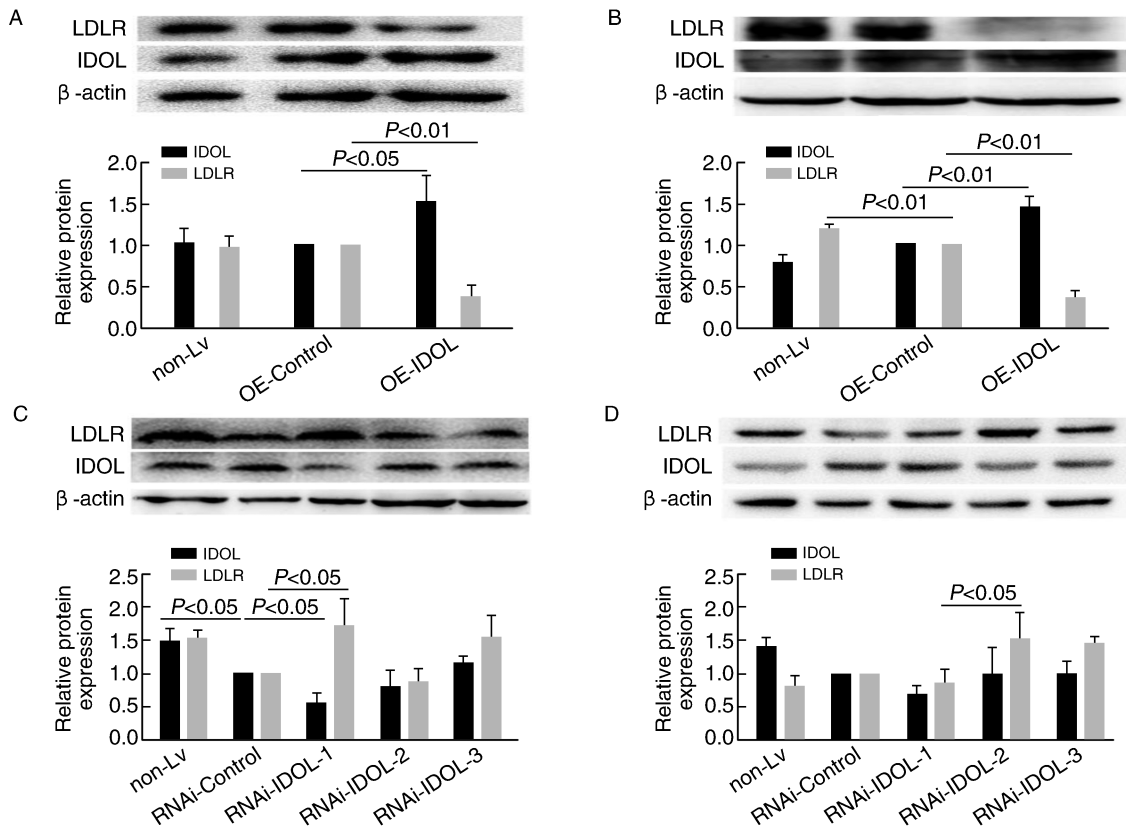 A
LDLR
IDOL
β -actin
P<0.01
P<0.05
IDOL
LDLR
Relative protein
expression
2.0
1.5
1.0
0.5
0.0
non-Lv
OE-Control
OE-IDOL
B
LDLR
IDOL
β -actin
P<0.01
P<0.01
P<0.01
IDOL
LDLR
Relative protein
expression
2.0
1.5
1.0
0.5
0.0
non-Lv
OE-Control
OE-IDOL
C
LDLR
IDOL
β -actin
IDOL
LDLR
P<0.05
P<0.05
P<0.05
Relative protein
expression
2.5
2.0
1.5
1.0
0.5
0.0
non-Lv
RNAi-Control
RNAi-IDOL-1
RNAi-IDOL-2
RNAi-IDOL-3
D
LDLR
IDOL
β -actin
IDOL
LDLR
P<0.05
Relative protein
expression
2.5
2.0
1.5
1.0
0.5
0.0
non-Lv
RNAi-Control
RNAi-IDOL-1
RNAi-IDOL-2
RNAi-IDOL-3